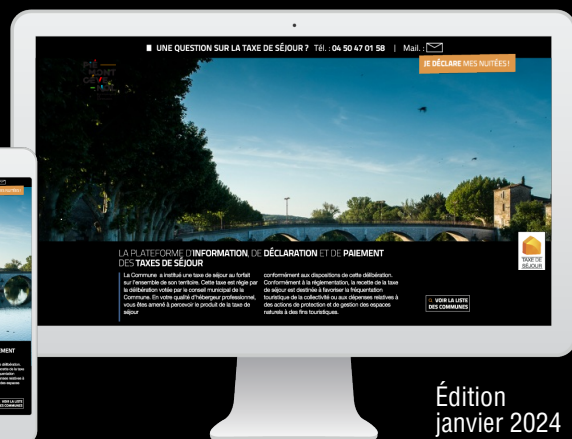 UNE QUESTION SUR LA TAXE DE SÉJOUR ? Tél. : 04 50 47 01 58 | Mail. :
JE DÉCLARE MES NUITÉES !
LA PLATEFORME D'INFORMATION, DE DÉCLARATION ET DE PAIEMENT
DES TAXES DE SÉJOUR
La Commune a institué une taxe de séjour au forfait
sur l'ensemble de son territoire. Cette taxe est régie par
la délibération votée par le conseil municipal de la
Commune. En votre qualité d'hébergeur professionnel,
vous êtes amené à percevoir le produit de la taxe de
séjour
conformément aux dispositions de cette délibération.
Conformément à la réglementation, la recette de la taxe
de séjour est destinée à favoriser la fréquentation
touristique de la collectivité ou aux dépenses relatives à
des actions de protection et de gestion des espaces
naturels à des fins touristiques.
TAXE DE
SÉJOUR
VOIR LA LISTE
DES COMMUNES
VOIR LA LISTE
DES COMMUNES
Édition
janvier 2024